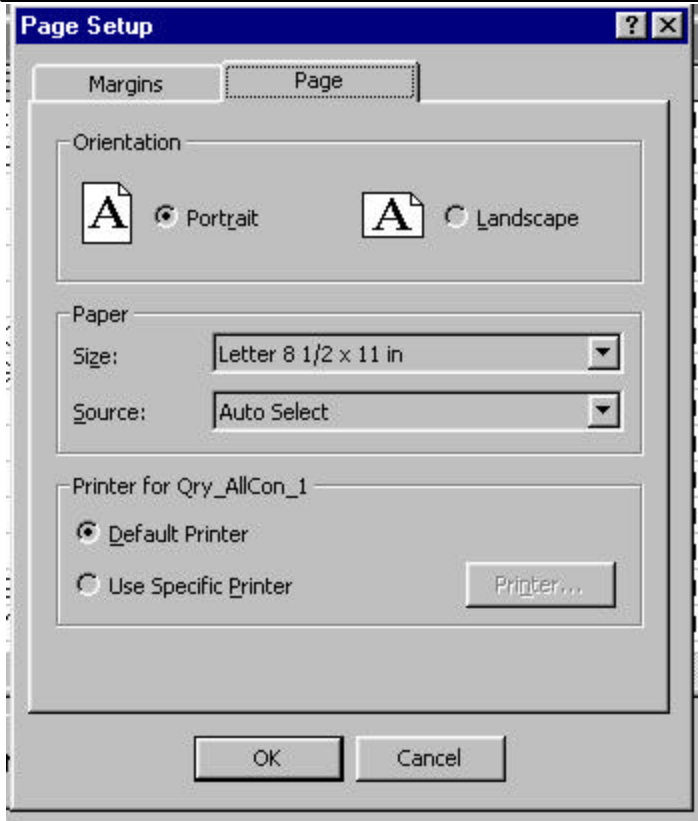 Page Setup
Margins Page
Orientation
A Portrait A Landscape
Paper
Size: Letter 8 1/2 x 11 in
Source: Auto Select
Printer for Qry_AllCon_1
Default Printer
Use Specific Printer Printer...
OK Cancel